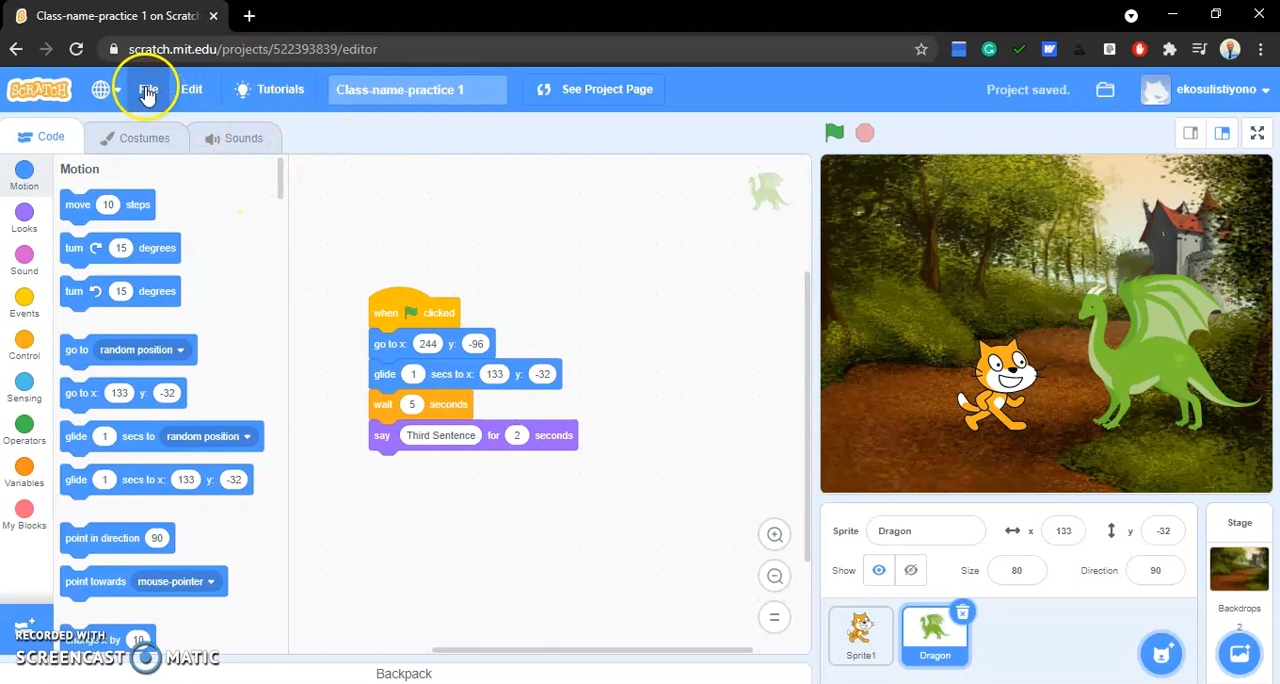 Class-name-practice 1 on Scratch
scratch.mit.edu/projects/522393839/editor
SCRATCH
File
Edit
Tutorials
Class-name-practice 1
See Project Page
Project saved.
ekosulistiyono
Code
Costumes
Sounds
Motion
Looks
Sound
Events
Control
Sensing
Operators
Variables
My Blocks
Motion
move 10 steps
turn 15 degrees
turn 15 degrees
go to random position
go to x: 133 y: -32
glide 1 secs to random position
glide 1 secs to x: 133 y: -32
point in direction 90
point towards mouse-pointer
change x by 10
when clicked
go to x: 244 y: -96
glide 1 secs to x: 133 y: -32
wait 5 seconds
say Third Sentence for 2 seconds
Backpack
Sprite Dragon x 133 y -32
Show Size 80 Direction 90
Sprite1
Dragon
Stage
Backdrops
2
RECORDED WITH
SCREENCAST MATIC